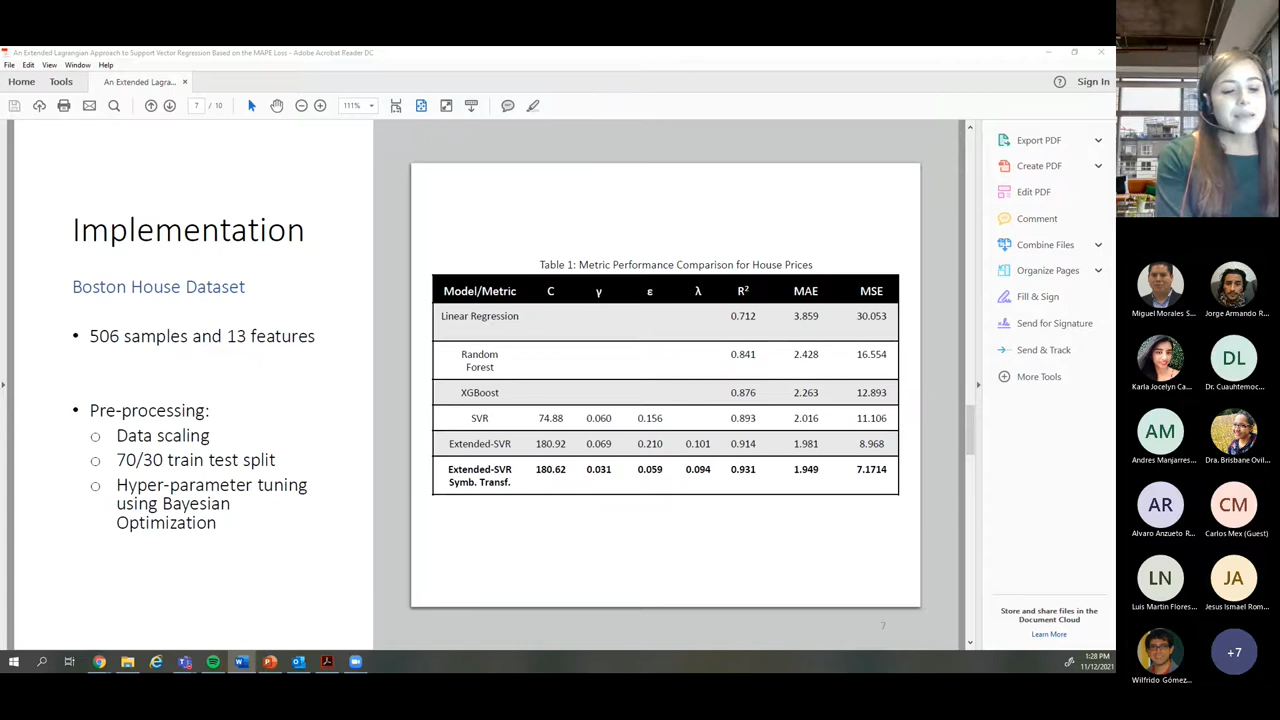 An Extended Lagrangian Approach to Support Vector Regression Based on the MAPE Loss - Adobe Acrobat Reader DC
File Edit View Window Help
Home Tools An Extended Lagra... × Sign In
7 / 10 111%
Implementation
Boston House Dataset
• 506 samples and 13 features
• Pre-processing:
○ Data scaling
○ 70/30 train test split
○ Hyper-parameter tuning
using Bayesian
Optimization
Table 1: Metric Performance Comparison for House Prices
Model/Metric C γ ε λ R² MAE MSE
Linear Regression 0.712 3.859 30.053
Random 0.841 2.428 16.554
Forest
XGBoost 0.876 2.263 12.893
SVR 74.88 0.060 0.156 0.893 2.016 11.106
Extended-SVR 180.92 0.069 0.210 0.101 0.914 1.981 8.968
Extended-SVR 180.62 0.031 0.059 0.094 0.931 1.949 7.1714
Symb. Transf.
7
Export PDF
Create PDF
Edit PDF
Comment
Combine Files
Organize Pages
Fill & Sign
Send for Signature
Send & Track
More Tools
Store and share files in the
Document Cloud
Learn More
1:28 PM
11/12/2021
Miguel Morales S... Jorge Armando R...
DL
Karla Jocelyn Ca... Dr. Cuauhtemoc...
AM
Andres Manjarres... Dra. Brisbane Ovil...
AR CM
Alvaro Anzueto R... Carlos Mex (Guest)
LN JA
Luis Martin Flores... Jesus Ismael Rom...
+7
Wilfrido Gómez...